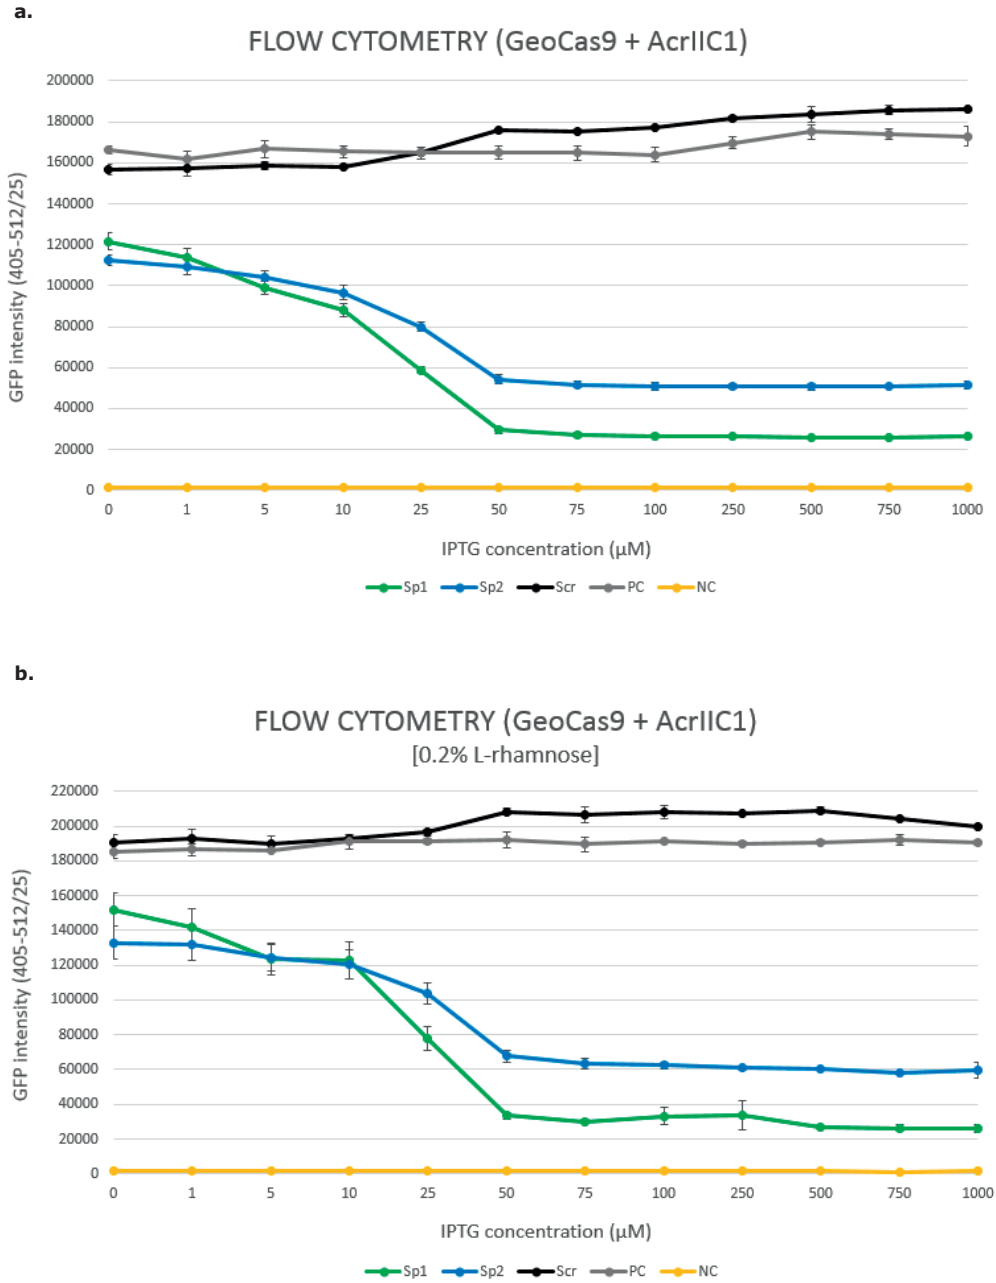 a.
FLOW CYTOMETRY (GeoCas9 + AcrIIC1)
GFP intensity (405-512/25)
200000
180000
160000
140000
120000
100000
80000
60000
40000
20000
0
0 1 5 10 25 50 75 100 250 500 750 1000
IPTG concentration (µM)
Sp1 Sp2 Scr PC NC
b.
FLOW CYTOMETRY (GeoCas9 + AcrIIC1)
[0.2% L-rhamnose]
GFP intensity (405-512/25)
220000
200000
180000
160000
140000
120000
100000
80000
60000
40000
20000
0
0 1 5 10 25 50 75 100 250 500 750 1000
IPTG concentration (µM)
Sp1 Sp2 Scr PC NC